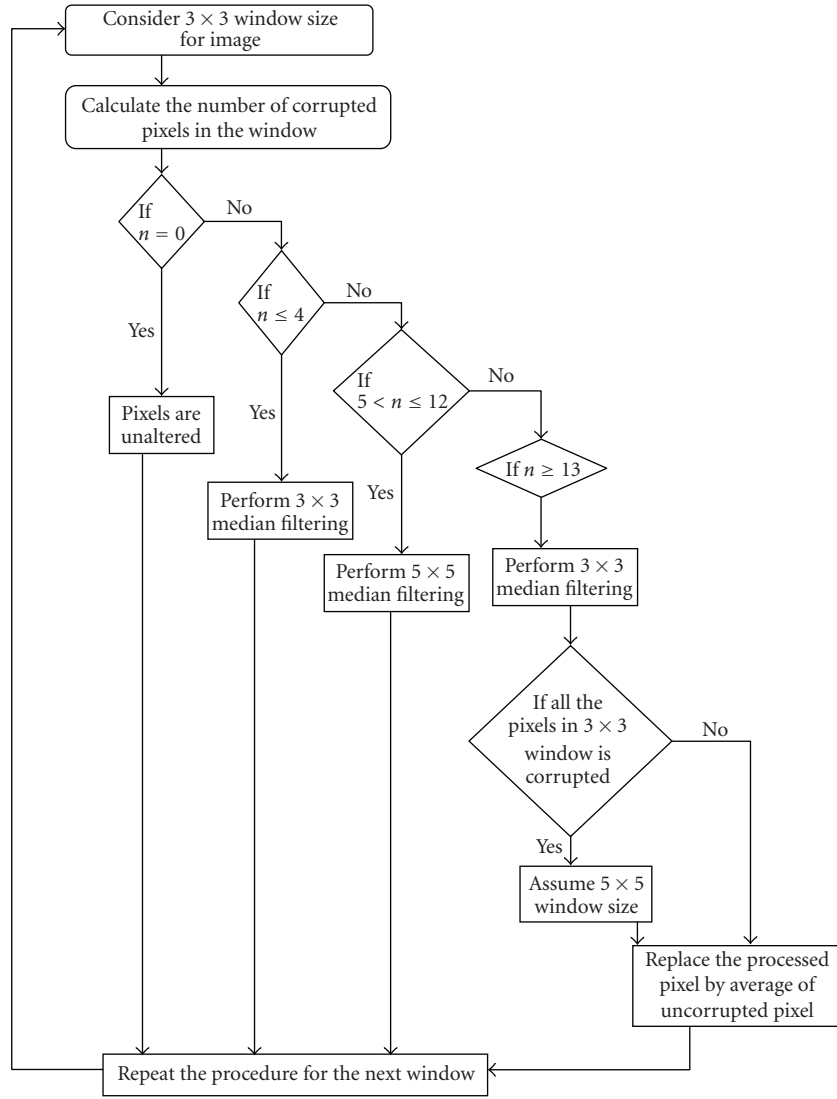 Consider 3 × 3 window size
for image
Calculate the number of corrupted
pixels in the window
If
n = 0
No
Yes
Pixels are
unaltered
If
n ≤ 4
No
Yes
Perform 3 × 3
median filtering
If
5 < n ≤ 12
No
Yes
Perform 5 × 5
median filtering
If n ≥ 13
Perform 3 × 3
median filtering
If all the
pixels in 3 × 3
window is
corrupted
No
Yes
Assume 5 × 5
window size
Replace the processed
pixel by average of
uncorrupted pixel
Repeat the procedure for the next window